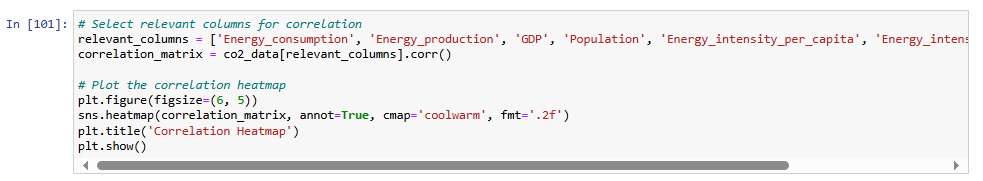 In [101]: # Select relevant columns for correlation
relevant_columns = ['Energy_consumption', 'Energy_production', 'GDP', 'Population', 'Energy_intensity_per_capita', 'Energy_intens
correlation_matrix = co2_data[relevant_columns].corr()
# Plot the correlation heatmap
plt.figure(figsize=(6, 5))
sns.heatmap(correlation_matrix, annot=True, cmap='coolwarm', fmt='.2f')
plt.title('Correlation Heatmap')
plt.show()